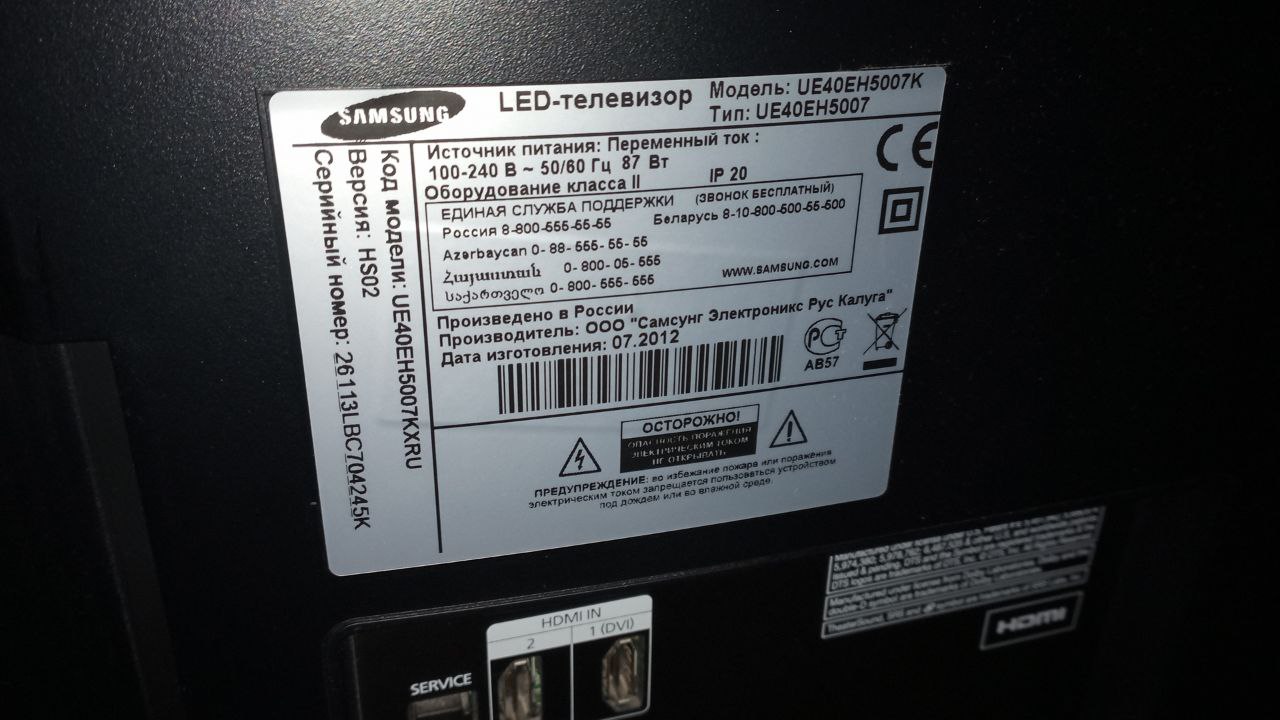 SAMSUNG
LED-телевизор
Модель: UE40EH5007K
Тип: UE40EH5007
Код модели: UE40EH5007KXRU
Версия: HS02
Серийный номер: 26113LBC704245K
Источник питания: Переменный ток :
100-240 В ~ 50/60 Гц 87 Вт
Оборудование класса II IP 20
ЕДИНАЯ СЛУЖБА ПОДДЕРЖКИ (ЗВОНОК БЕСПЛАТНЫЙ)
Россия 8-800-555-55-55 Беларусь 8-10-800-500-55-500
Azerbaycan 0-88-555-55-55
Հայաստան 0-800-05-555
საქართველო 0-800-555-555 WWW.SAMSUNG.COM
CE
Произведено в России
Производитель: ООО "Самсунг Электроникс Рус Калуга"
Дата изготовления: 07.2012
РСТ
АВ57
ОСТОРОЖНО!
ОПАСНОСТЬ ПОРАЖЕНИЯ
ЭЛЕКТРИЧЕСКИМ ТОКОМ
НЕ ОТКРЫВАТЬ
ПРЕДУПРЕЖДЕНИЕ: во избежание пожара или поражения
электрическим током запрещается пользоваться устройством
под дождем или во влажной среде.
HDMI IN
2 1 (DVI)
SERVICE
HDMI